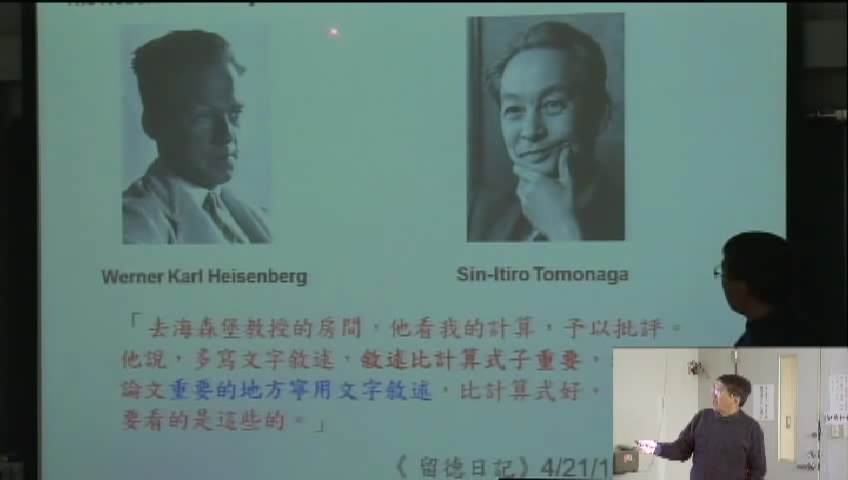 Werner Karl Heisenberg
Sin-Itiro Tomonaga
「去海森堡教授的房間，他看我的計算，予以批評。
他說，多寫文字敘述，敘述比計算式子重要，
論文重要的地方寧用文字敘述，比計算式好，
要看的是這些的。」
《留德日記》4/21/1